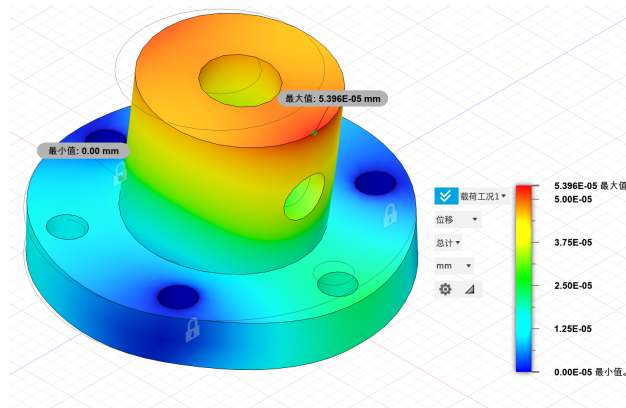 最大值: 5.396E-05 mm
最小值: 0.00 mm
载荷工况1
位移
总计
mm
5.396E-05 最大值
5.00E-05
3.75E-05
2.50E-05
1.25E-05
0.00E-05 最小值。